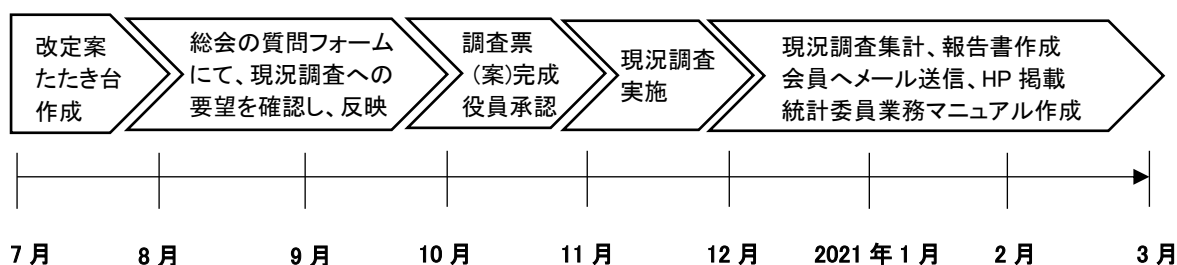 改定案
たたき台
作成
総会の質問フォーム
にて、現況調査への
要望を確認し、反映
調査票
(案)完成
役員承認
現況調査
実施
現況調査集計、報告書作成
会員へメール送信、HP 掲載
統計委員業務マニュアル作成
7 月 8 月 9 月 10 月 11 月 12 月 2021 年 1 月 2 月 3 月